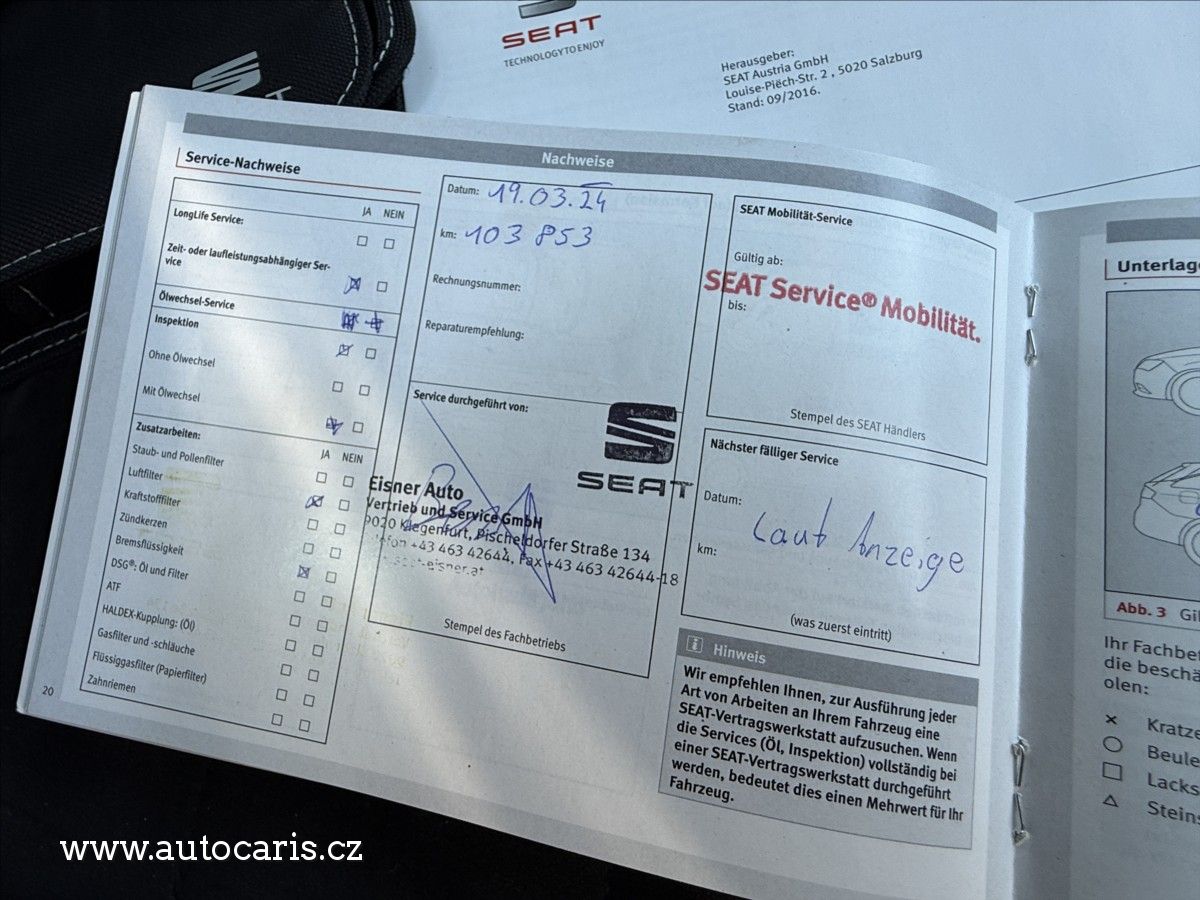 SEAT
TECHNOLOGY TO ENJOY
Herausgeber:
SEAT Austria GmbH
Louise-Piëch-Str. 2 , 5020 Salzburg
Stand: 09/2016.
Nachweise
Service-Nachweise
JA NEIN
LongLife Service:
Zeit- oder laufleistungsabhängiger Ser-
vice
Ölwechsel-Service
Inspektion
Ohne Ölwechsel
Mit Ölwechsel
Zusatzarbeiten:
JA NEIN
Staub- und Pollenfilter
Luftfilter
Kraftstofffilter
Zündkerzen
Bremsflüssigkeit
DSG®: Öl und Filter
ATF
HALDEX-Kupplung: (Öl)
Gasfilter und -schläuche
Flüssiggasfilter (Papierfilter)
Zahnriemen
20
Datum: 19.03.24
km: 103 853
Rechnungsnummer:
Reparaturempfehlung:
Service durchgeführt von:
SEAT
Eisner Auto
Vertrieb und Service GmbH
9020 Klagenfurt, Pischeldorfer Straße 134
+43 463 42644, Fax +43 463 42644-18
Stempel des Fachbetriebs
SEAT Mobilität-Service
Gültig ab:
SEAT Service® Mobilität.
bis:
Stempel des SEAT Händlers
Nächster fälliger Service
Datum:
Laut Anzeige
km:
(was zuerst eintritt)
Hinweis
Wir empfehlen Ihnen, zur Ausführung jeder
Art von Arbeiten an Ihrem Fahrzeug eine
SEAT-Vertragswerkstatt aufzusuchen. Wenn
die Services (Öl, Inspektion) vollständig bei
einer SEAT-Vertragswerkstatt durchgeführt
werden, bedeutet dies einen Mehrwert für Ihr
Fahrzeug.
Unterlage
Abb. 3
Ihr Fachbet
die beschä
olen:
Kratze
Beule
Lacks
Steins
www.autocaris.cz